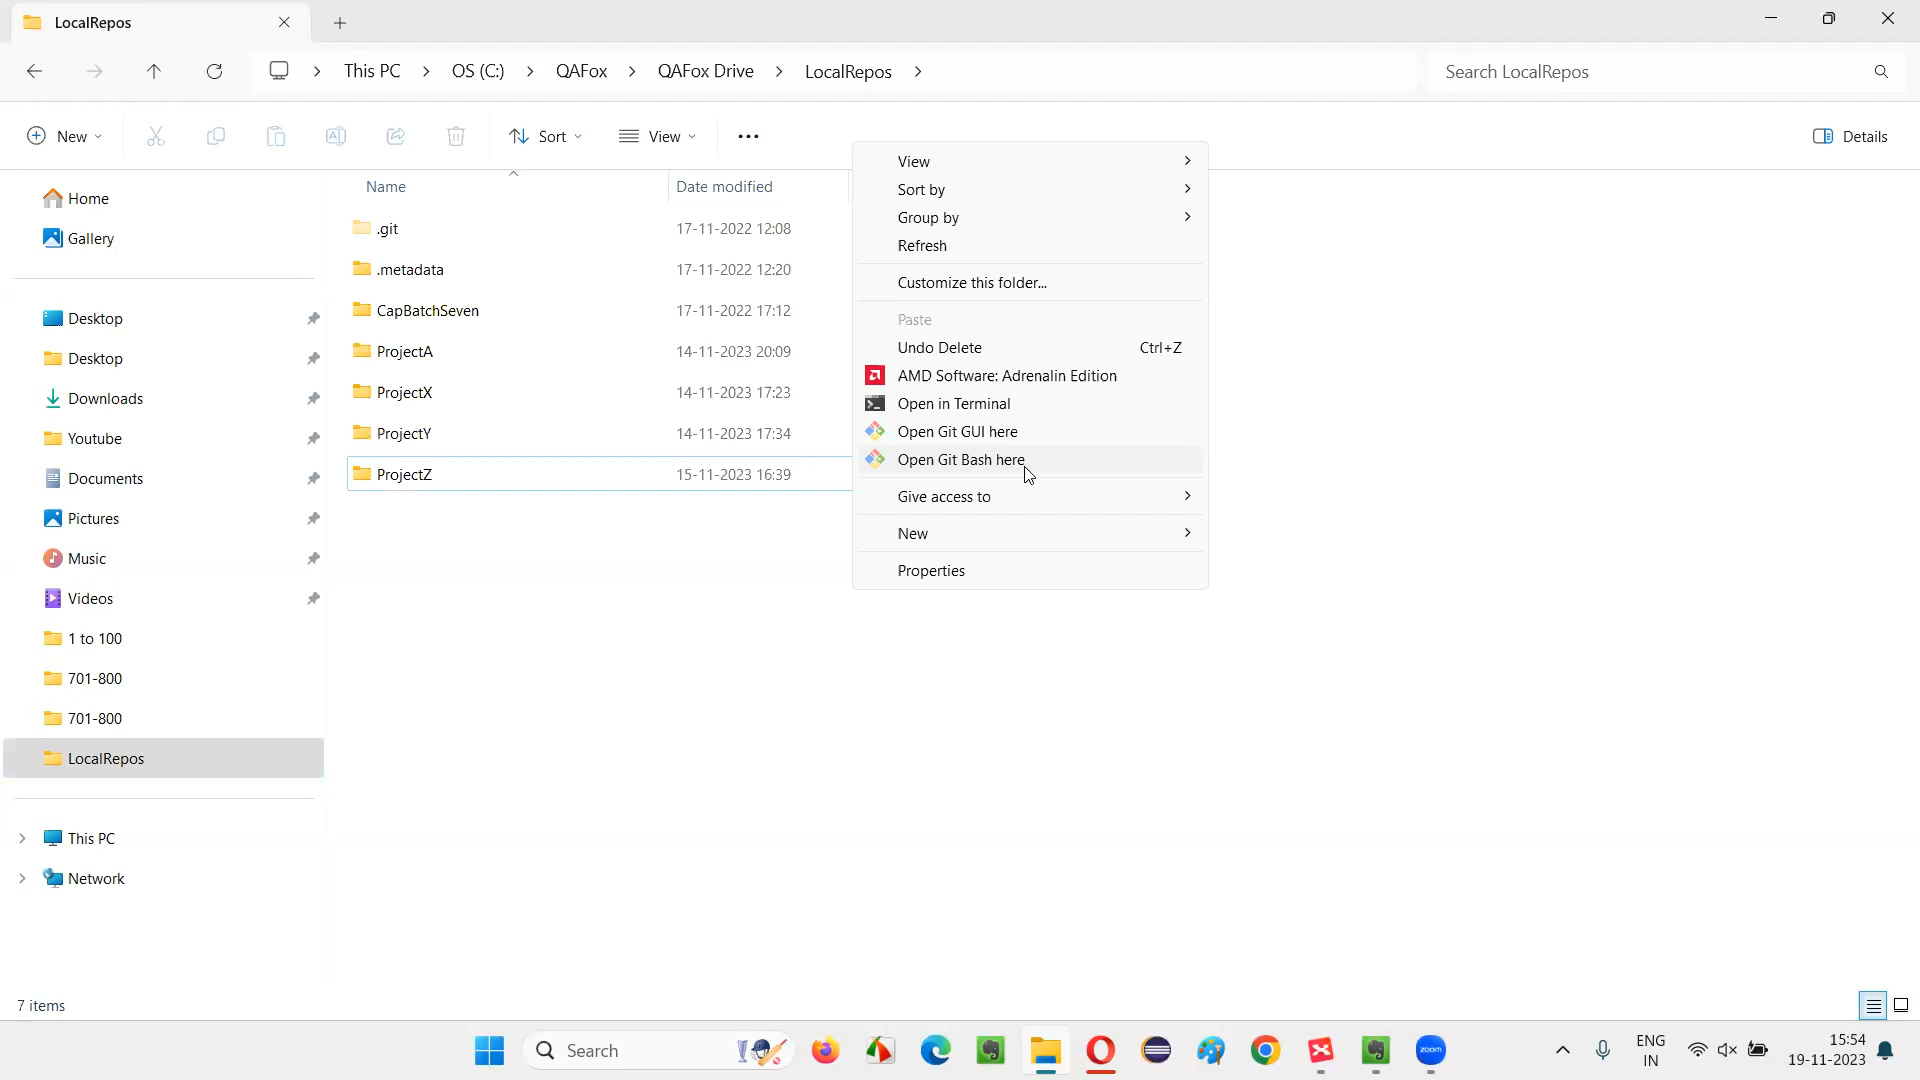 LocalRepos
This PC
OS (C:)
QAFox
QAFox Drive
LocalRepos
Search LocalRepos
New
Sort
View
Details
Home
Gallery
Desktop
Desktop
Downloads
Youtube
Documents
Pictures
Music
Videos
1 to 100
701-800
701-800
LocalRepos
This PC
Network
Name Date modified
.git 17-11-2022 12:08
.metadata 17-11-2022 12:20
CapBatchSeven 17-11-2022 17:12
ProjectA 14-11-2023 20:09
ProjectX 14-11-2023 17:23
ProjectY 14-11-2023 17:34
ProjectZ 15-11-2023 16:39
View
Sort by
Group by
Refresh
Customize this folder...
Paste
Undo Delete Ctrl+Z
AMD Software: Adrenalin Edition
Open in Terminal
Open Git GUI here
Open Git Bash here
Give access to
New
Properties
7 items
Search
zoom
ENG
IN
15:54
19-11-2023